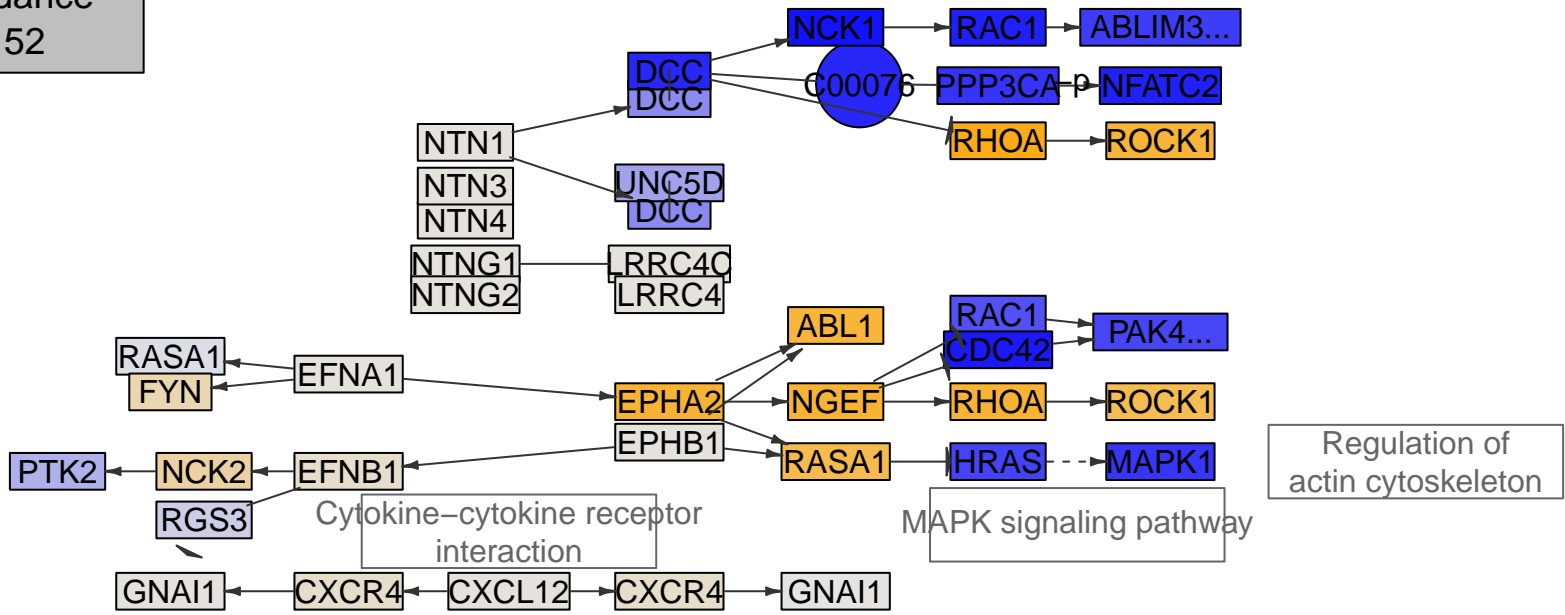 52
NCK1
RAC1
ABLIM3...
DCC
DCC
C00076
PPP3CA
-p
NFATC2
NTN1
RHOA
ROCK1
NTN3
UNC5D
NTN4
DCC
NTNG1
LRRC4C
NTNG2
LRRC4
ABL1
RAC1
PAK4...
RASA1
CDC42
EFNA1
FYN
EPHA2
NGEF
RHOA
ROCK1
EPHB1
PTK2
NCK2
EFNB1
RASA1
HRAS
MAPK1
Regulation of
actin cytoskeleton
RGS3
Cytokine–cytokine receptor
interaction
MAPK signaling pathway
GNAI1
CXCR4
CXCL12
CXCR4
GNAI1